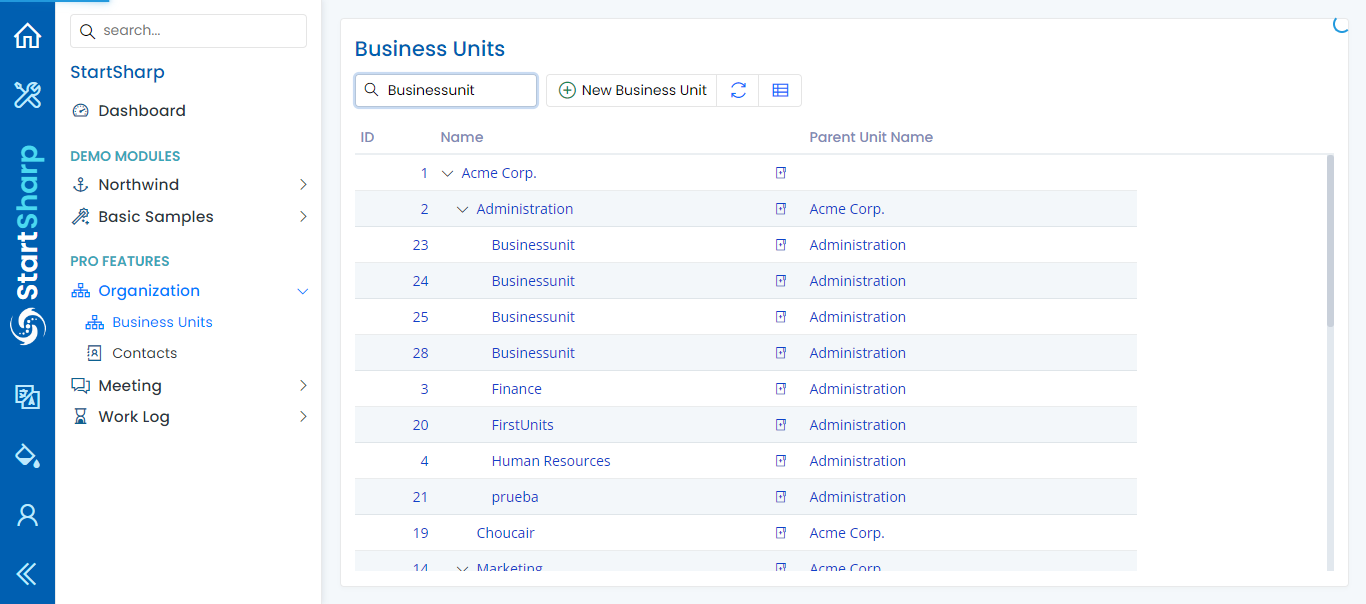 search...
StartSharp
Dashboard
DEMO MODULES
Northwind
Basic Samples
PRO FEATURES
Organization
Business Units
Contacts
Meeting
Work Log
StartSharp
Business Units
Businessunit New Business Unit
ID Name Parent Unit Name
1 Acme Corp.
2 Administration Acme Corp.
23 Businessunit Administration
24 Businessunit Administration
25 Businessunit Administration
28 Businessunit Administration
3 Finance Administration
20 FirstUnits Administration
4 Human Resources Administration
21 prueba Administration
19 Choucair Acme Corp.
14 Marketing Acme Corp.